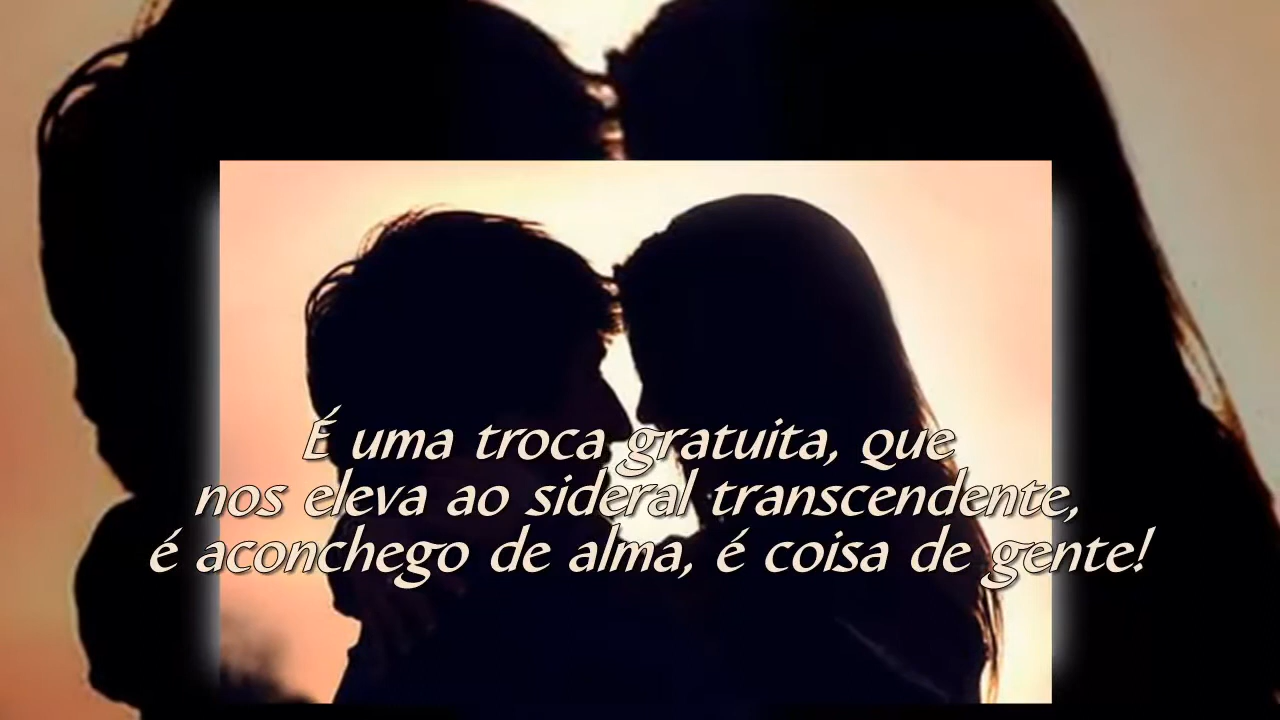 É uma troca gratuita, que
nos eleva ao sideral transcendente,
é aconchego de alma, é coisa de gente!